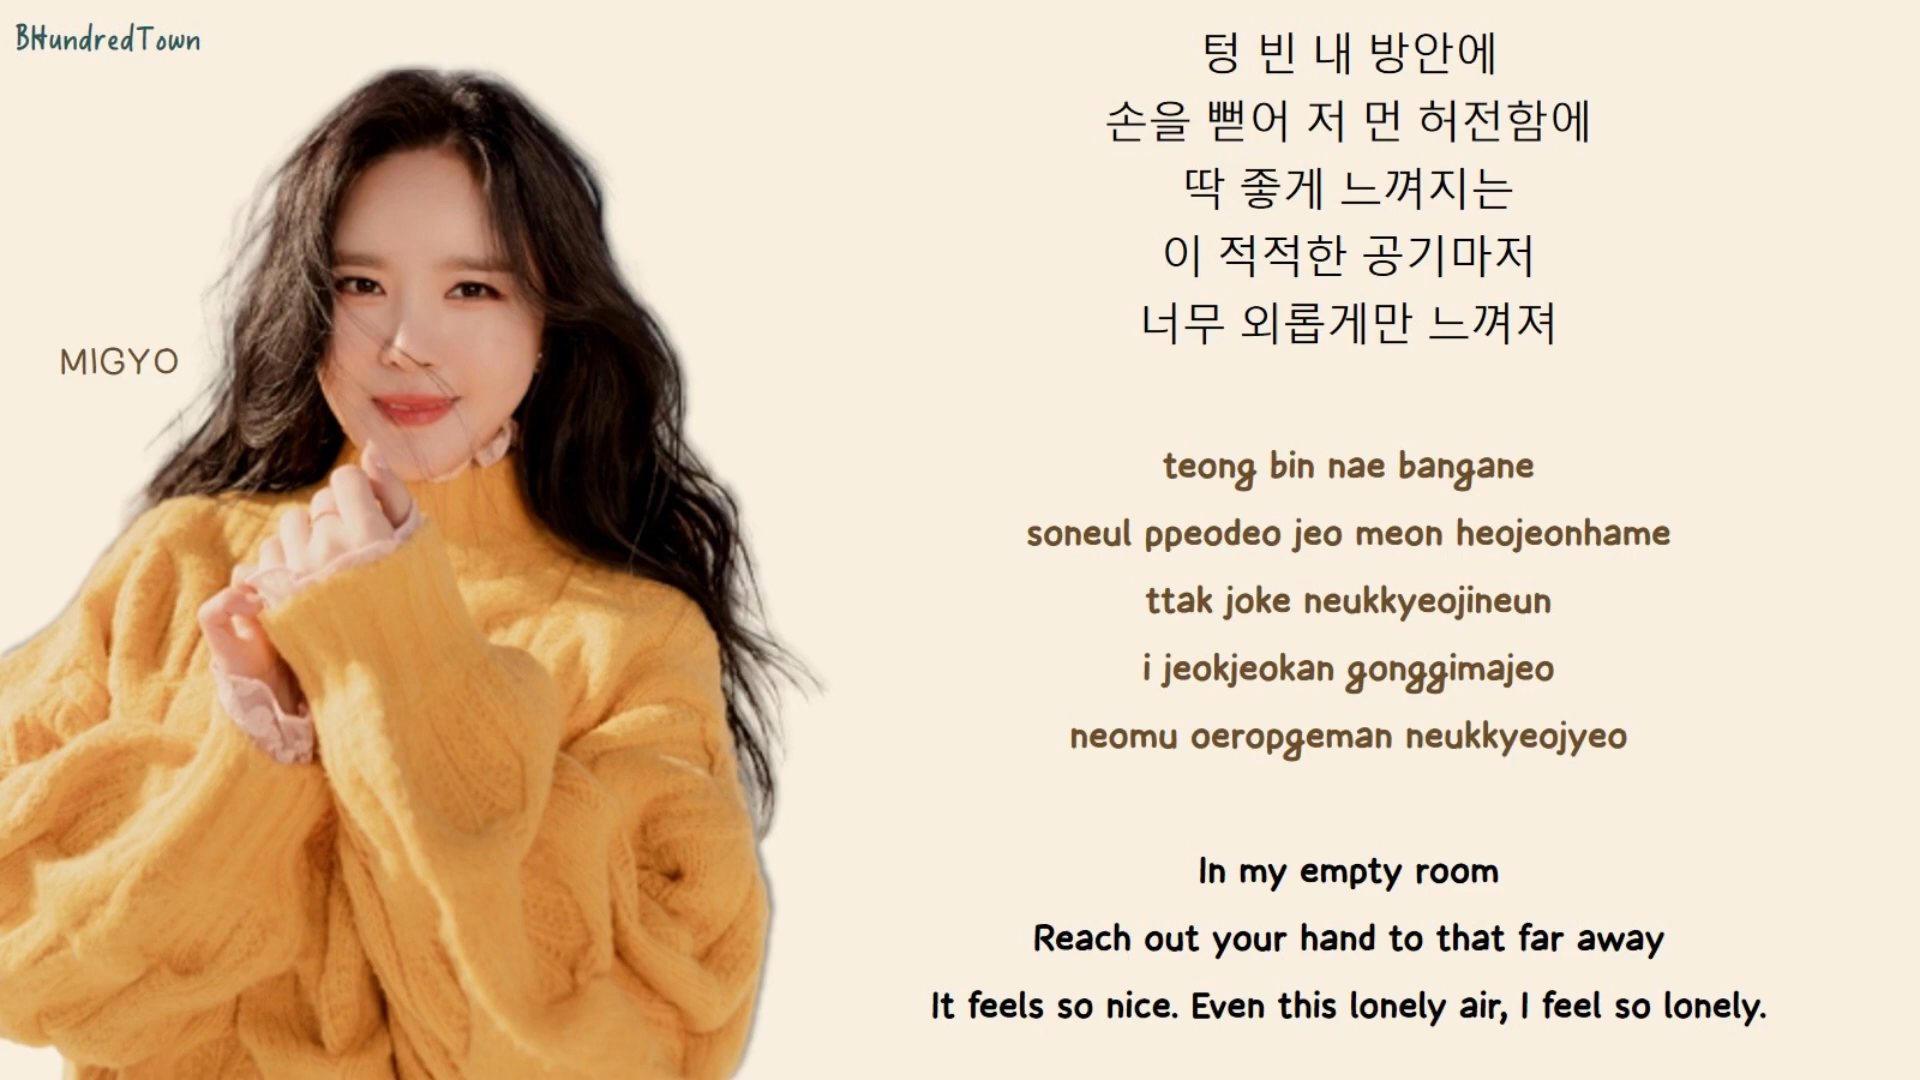 BHundredTown
MIGYO
텅 빈 내 방안에
손을 뻗어 저 먼 허전함에
딱 좋게 느껴지는
이 적적한 공기마저
너무 외롭게만 느껴져
teong bin nae bangane
soneul ppeodeo jeo meon heojeonhame
ttak joke neukkyeojineun
i jeokjeokan gonggimajeo
neomu oeropgeman neukkyeojyeo
In my empty room
Reach out your hand to that far away
It feels so nice. Even this lonely air, I feel so lonely.